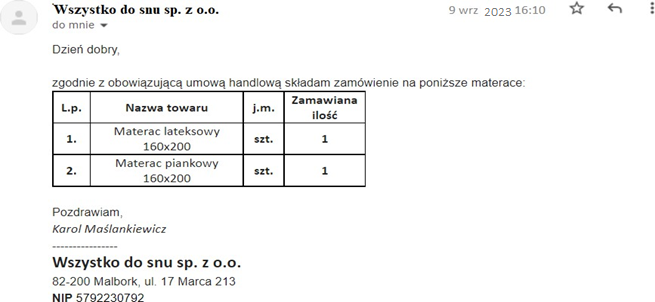 Wszystko do snu sp. z o.o.
9 wrz 2023 16:10
do mnie
Dzień dobry,
zgodnie z obowiązującą umową handlową składam zamówienie na poniższe materace:
L.p. Nazwa towaru j.m. Zamawiana
ilość
1. Materac lateksowy
160x200 szt. 1
2. Materac piankowy
160x200 szt. 1
Pozdrawiam,
Karol Maślankiewicz
----------------
Wszystko do snu sp. z o.o.
82-200 Malbork, ul. 17 Marca 213
NIP 5792230792